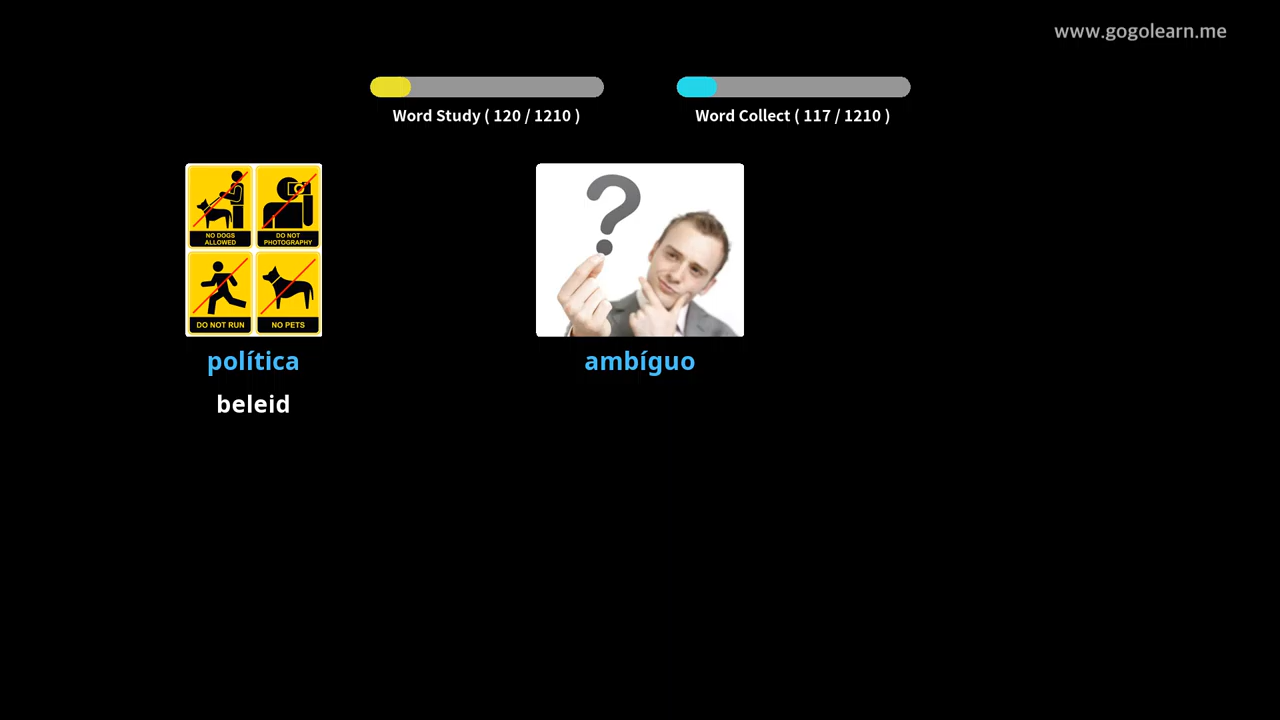 www.gogolearn.me
Word Study ( 120 / 1210 )
Word Collect ( 117 / 1210 )
NO DOGS
ALLOWED
DO NOT
PHOTOGRAPHY
DO NOT RUN
NO PETS
?
política
ambíguo
beleid